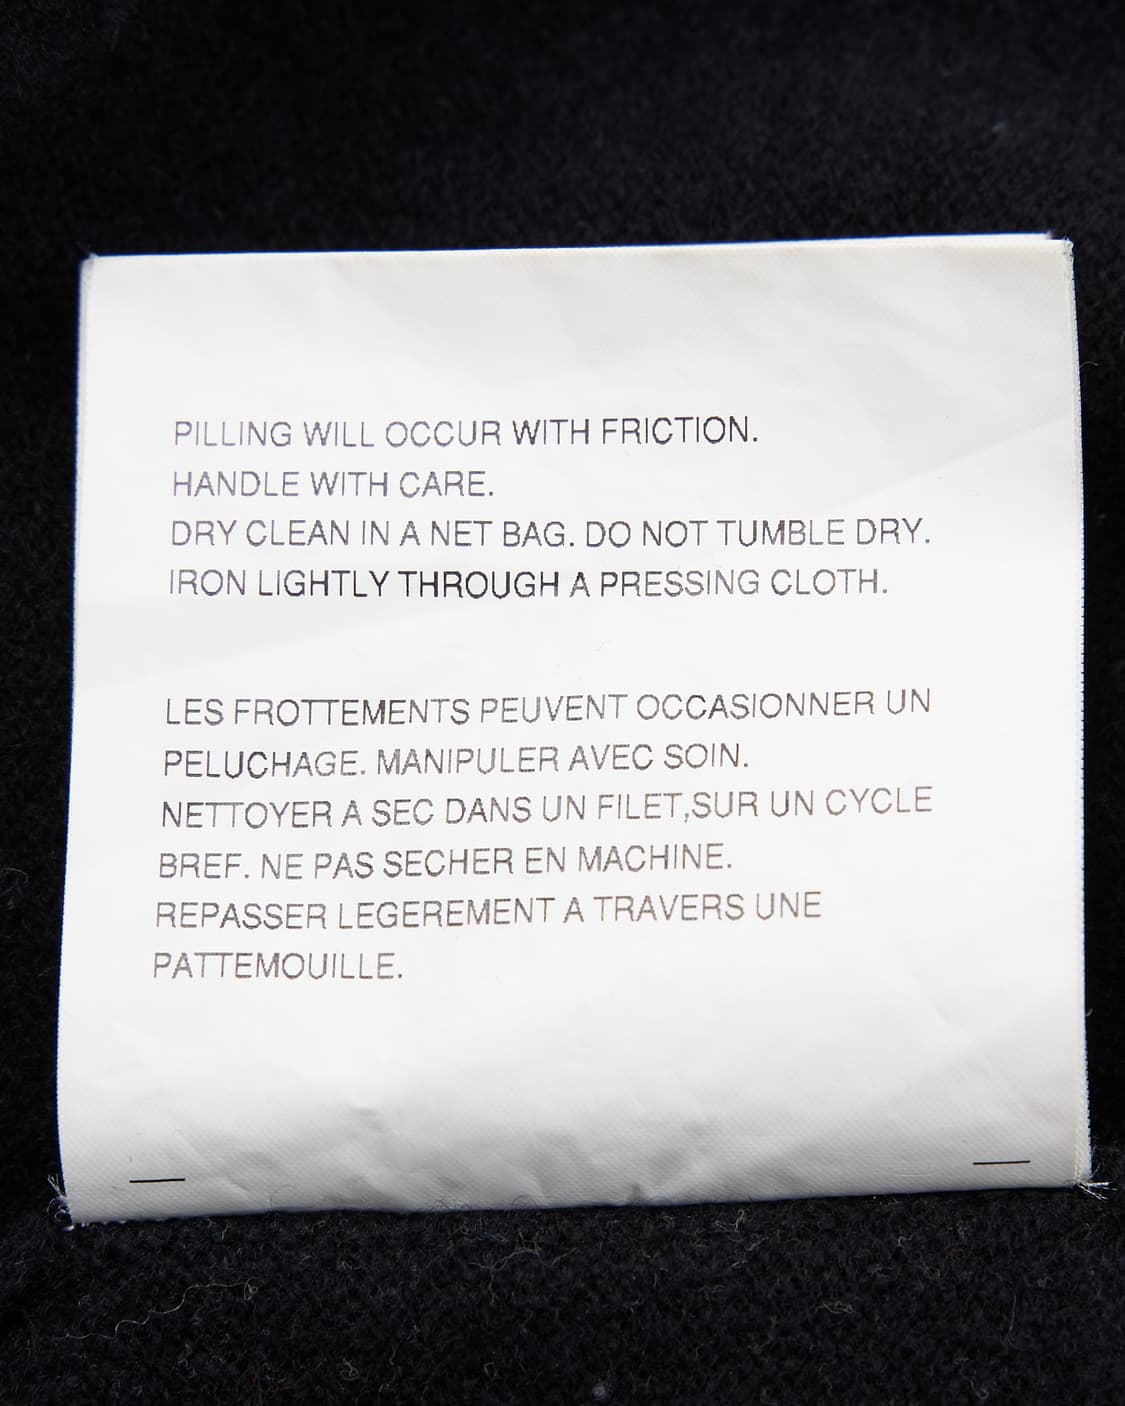 PILLING WILL OCCUR WITH FRICTION.
HANDLE WITH CARE.
DRY CLEAN IN A NET BAG. DO NOT TUMBLE DRY.
IRON LIGHTLY THROUGH A PRESSING CLOTH.
LES FROTTEMENTS PEUVENT OCCASIONNER UN
PELUCHAGE. MANIPULER AVEC SOIN.
NETTOYER A SEC DANS UN FILET,SUR UN CYCLE
BREF. NE PAS SECHER EN MACHINE.
REPASSER LEGEREMENT A TRAVERS UNE
PATTEMOUILLE.